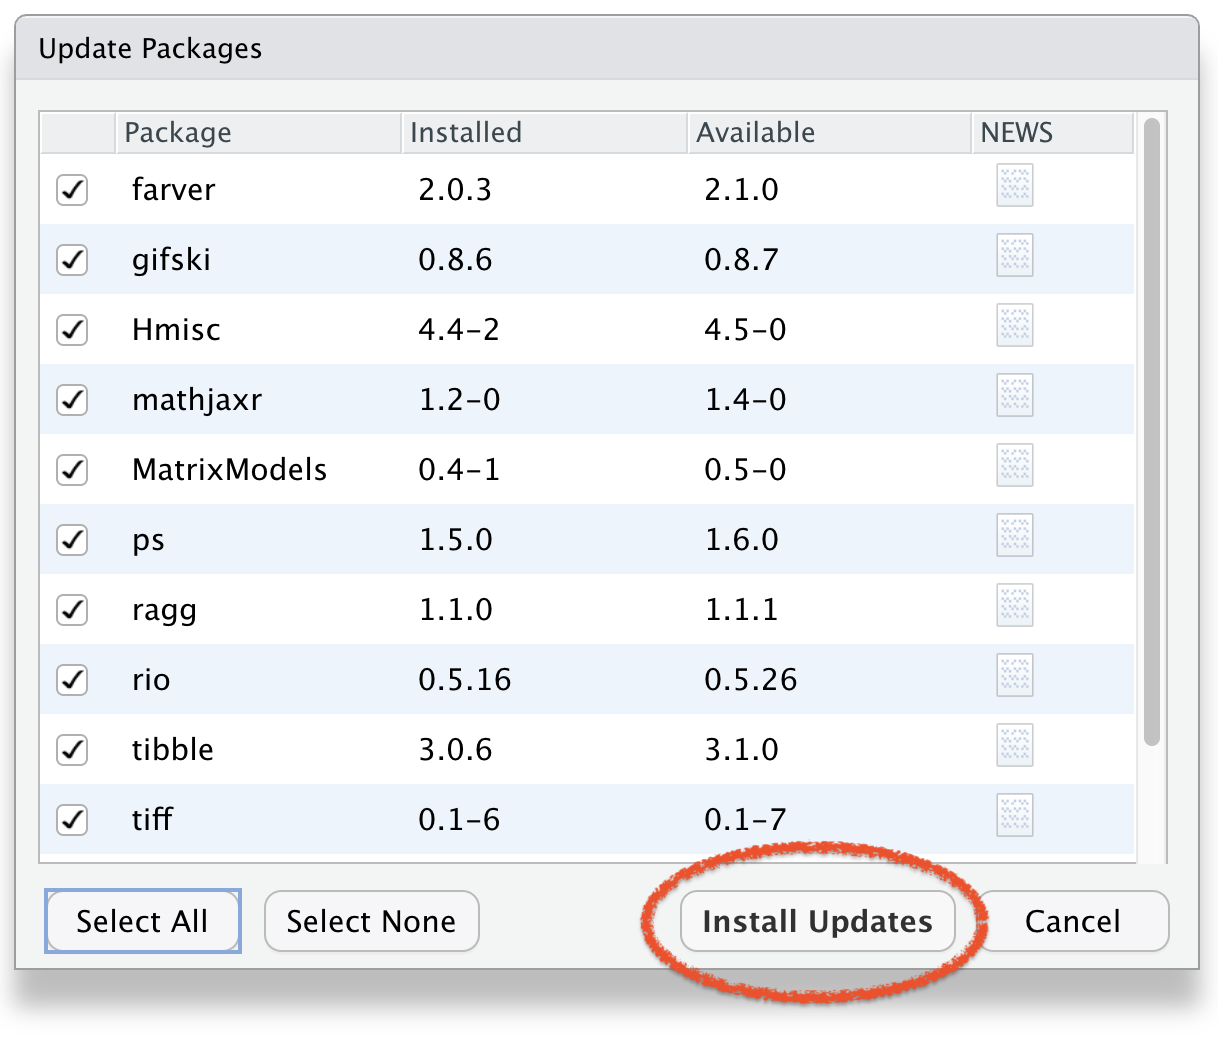 Update Packages
Package Installed Available NEWS
farver 2.0.3 2.1.0
gifski 0.8.6 0.8.7
Hmisc 4.4-2 4.5-0
mathjaxr 1.2-0 1.4-0
MatrixModels 0.4-1 0.5-0
ps 1.5.0 1.6.0
ragg 1.1.0 1.1.1
rio 0.5.16 0.5.26
tibble 3.0.6 3.1.0
tiff 0.1-6 0.1-7
Select All Select None Install Updates Cancel